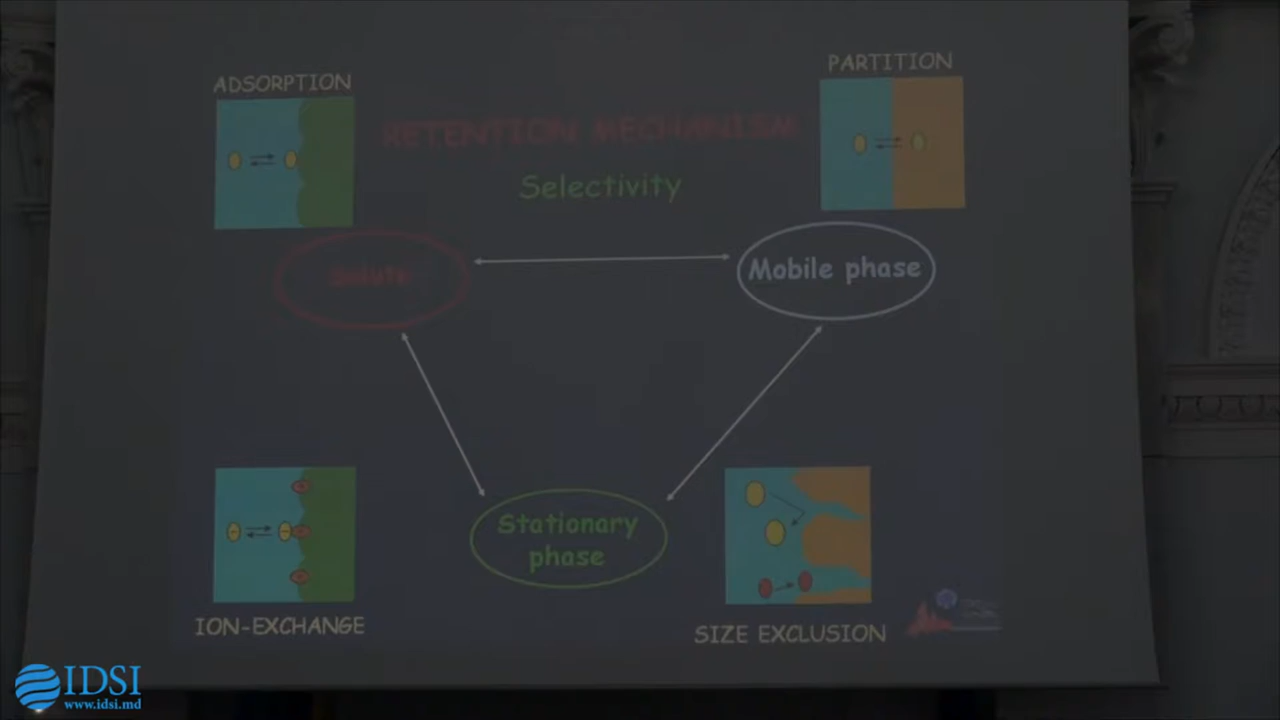 ADSORPTION
PARTITION
RETENTION MECHANISM
Selectivity
Solute
Mobile phase
Stationary
phase
ION-EXCHANGE
SIZE EXCLUSION
IDSI
www.idsi.md